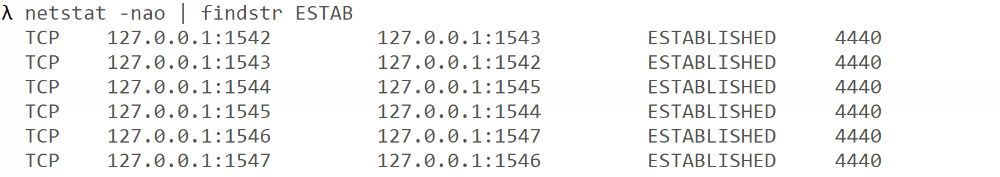 λ netstat -nao | findstr ESTAB
TCP 127.0.0.1:1542 127.0.0.1:1543 ESTABLISHED 4440
TCP 127.0.0.1:1543 127.0.0.1:1542 ESTABLISHED 4440
TCP 127.0.0.1:1544 127.0.0.1:1545 ESTABLISHED 4440
TCP 127.0.0.1:1545 127.0.0.1:1544 ESTABLISHED 4440
TCP 127.0.0.1:1546 127.0.0.1:1547 ESTABLISHED 4440
TCP 127.0.0.1:1547 127.0.0.1:1546 ESTABLISHED 4440